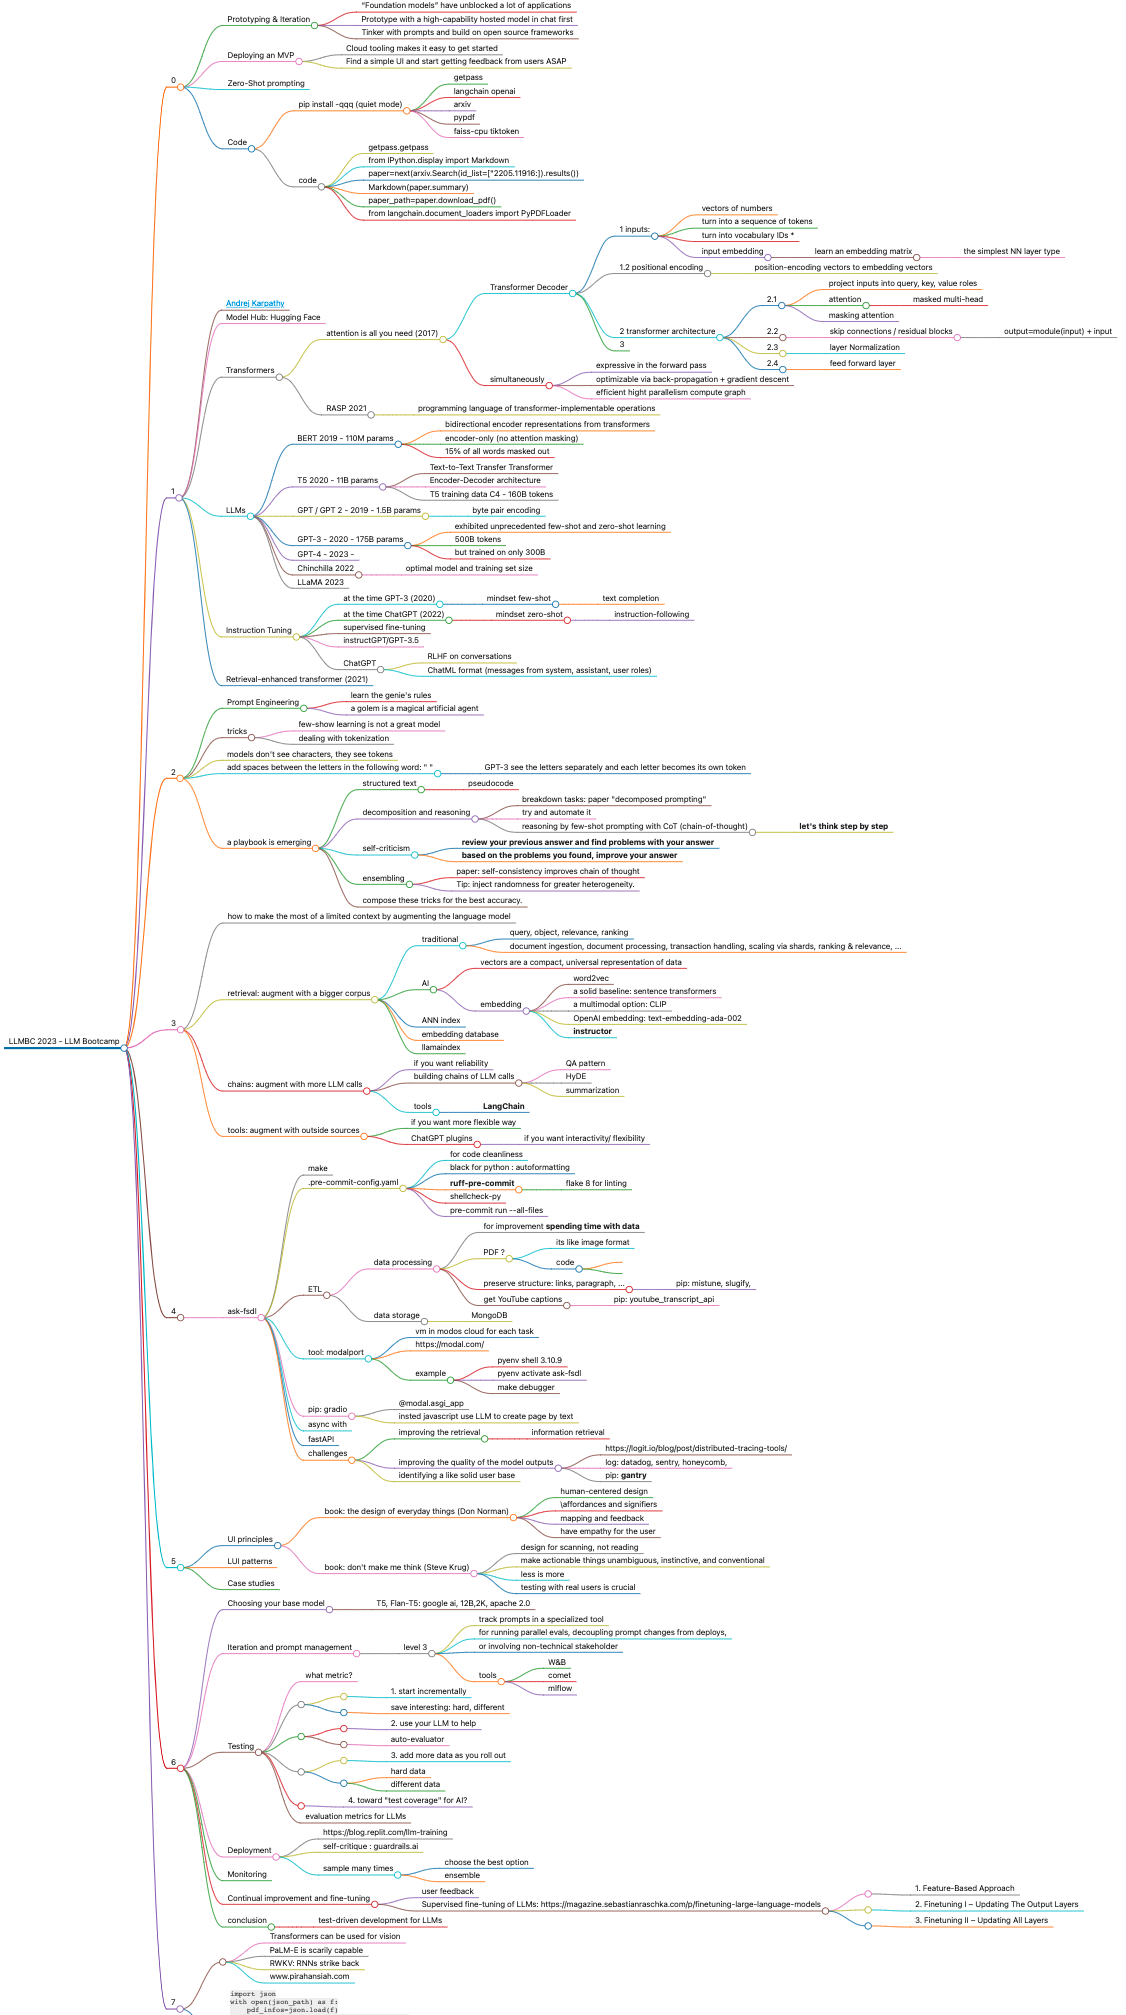 LLMBC 2023 - LLM Bootcamp
0
Prototyping & Iteration
"Foundation models" have unblocked a lot of applications
Prototype with a high-capability hosted model in chat first
Tinker with prompts and build on open source frameworks
Deploying an MVP
Cloud tooling makes it easy to get started
Find a simple UI and start getting feedback from users ASAP
Zero-Shot prompting
Code
pip install -qqq (quiet mode)
getpass
langchain openai
arxiv
pypdf
faiss-cpu tiktoken
code
getpass.getpass
from IPython.display import Markdown
paper=next(arxiv.Search(id_list=["2205.11916:]).results())
Markdown(paper.summary)
paper_path=paper.download_pdf()
from langchain.document_loaders import PyPDFLoader
1
Andrej Karpathy
Model Hub: Hugging Face
Transformers
attention is all you need (2017)
Transformer Decoder
1 inputs:
vectors of numbers
turn into a sequence of tokens
turn into vocabulary IDs *
input embedding
learn an embedding matrix
the simplest NN layer type
1.2 positional encoding
position-encoding vectors to embedding vectors
2 transformer architecture
2.1
project inputs into query, key, value roles
attention
masked multi-head
masking attention
2.2
skip connections / residual blocks
output=module(input) + input
2.3
layer Normalization
2.4
feed forward layer
3
simultaneously
expressive in the forward pass
optimizable via back-propagation + gradient descent
efficient hight parallelism compute graph
RASP 2021
programming language of transformer-implementable operations
LLMs
BERT 2019 - 110M params
bidirectional encoder representations from transformers
encoder-only (no attention masking)
15% of all words masked out
T5 2020 - 11B params
Text-to-Text Transfer Transformer
Encoder-Decoder architecture
T5 training data C4 - 160B tokens
GPT / GPT 2 - 2019 - 1.5B params
byte pair encoding
GPT-3 - 2020 - 175B params
exhibited unprecedented few-shot and zero-shot learning
500B tokens
but trained on only 300B
GPT-4 - 2023 -
Chinchilla 2022
optimal model and training set size
LLaMA 2023
Instruction Tuning
at the time GPT-3 (2020)
mindset few-shot
text completion
at the time ChatGPT (2022)
mindset zero-shot
instruction-following
supervised fine-tuning
instructGPT/GPT-3.5
ChatGPT
RLHF on conversations
ChatML format (messages from system, assistant, user roles)
Retrieval-enhanced transformer (2021)
2
Prompt Engineering
learn the genie's rules
a golem is a magical artificial agent
tricks
few-show learning is not a great model
dealing with tokenization
models don't see characters, they see tokens
add spaces between the letters in the following word: " "
GPT-3 see the letters separately and each letter becomes its own token
a playbook is emerging
structured text
pseudocode
decomposition and reasoning
breakdown tasks: paper "decomposed prompting"
try and automate it
reasoning by few-shot prompting with CoT (chain-of-thought)
let's think step by step
self-criticism
review your previous answer and find problems with your answer
based on the problems you found, improve your answer
ensembling
paper: self-consistency improves chain of thought
Tip: inject randomness for greater heterogeneity.
compose these tricks for the best accuracy.
3
how to make the most of a limited context by augmenting the language model
retrieval: augment with a bigger corpus
traditional
query, object, relevance, ranking
document ingestion, document processing, transaction handling, scaling via shards, ranking & relevance, ...
AI
vectors are a compact, universal representation of data
embedding
word2vec
a solid baseline: sentence transformers
a multimodal option: CLIP
OpenAI embedding: text-embedding-ada-002
instructor
ANN index
embedding database
llamaindex
chains: augment with more LLM calls
if you want reliability
building chains of LLM calls
QA pattern
HyDE
summarization
tools
LangChain
tools: augment with outside sources
if you want more flexible way
ChatGPT plugins
if you want interactivity/ flexibility
4
ask-fsdl
make
.pre-commit-config.yaml
for code cleanliness
black for python : autoformatting
ruff-pre-commit
flake 8 for linting
shellcheck-py
pre-commit run --all-files
ETL
data processing
for improvement spending time with data
PDF ?
its like image format
code
preserve structure: links, paragraph, ...
pip: mistune, slugify,
get YouTube captions
pip: youtube_transcript_api
data storage
MongoDB
tool: modalport
vm in modos cloud for each task
https://modal.com/
example
pyenv shell 3.10.9
pyenv activate ask-fsdl
make debugger
pip: gradio
@modal.asgi_app
insted javascript use LLM to create page by text
async with
fastAPI
challenges
improving the retrieval
information retrieval
improving the quality of the model outputs
https://logit.io/blog/post/distributed-tracing-tools/
log: datadog, sentry, honeycomb,
pip: gantry
identifying a like solid user base
5
UI principles
book: the design of everyday things (Don Norman)
human-centered design
\affordances and signifiers
mapping and feedback
have empathy for the user
book: don't make me think (Steve Krug)
design for scanning, not reading
make actionable things unambiguous, instinctive, and conventional
less is more
testing with real users is crucial
LUI patterns
Case studies
6
Choosing your base model
T5, Flan-T5: google ai, 12B,2K, apache 2.0
Iteration and prompt management
level 3
track prompts in a specialized tool
for running parallel evals, decoupling prompt changes from deploys,
or involving non-technical stakeholder
tools
W&B
comet
mlflow
Testing
what metric?
1. start incrementally
save interesting: hard, different
2. use your LLM to help
auto-evaluator
3. add more data as you roll out
hard data
different data
4. toward "test coverage" for AI?
evaluation metrics for LLMs
Deployment
https://blog.replit.com/llm-training
self-critique : guardrails.ai
sample many times
choose the best option
ensemble
Monitoring
Continual improvement and fine-tuning
user feedback
Supervised fine-tuning of LLMs: https://magazine.sebastianraschka.com/p/finetuning-large-language-models
1. Feature-Based Approach
2. Finetuning I – Updating The Output Layers
3. Finetuning II – Updating All Layers
conclusion
test-driven development for LLMs
7
Transformers can be used for vision
PaLM-E is scarily capable
RWKV: RNNs strike back
www.pirahansiah.com
import json
with open(json_path) as f:
pdf_infos=json.load(f)